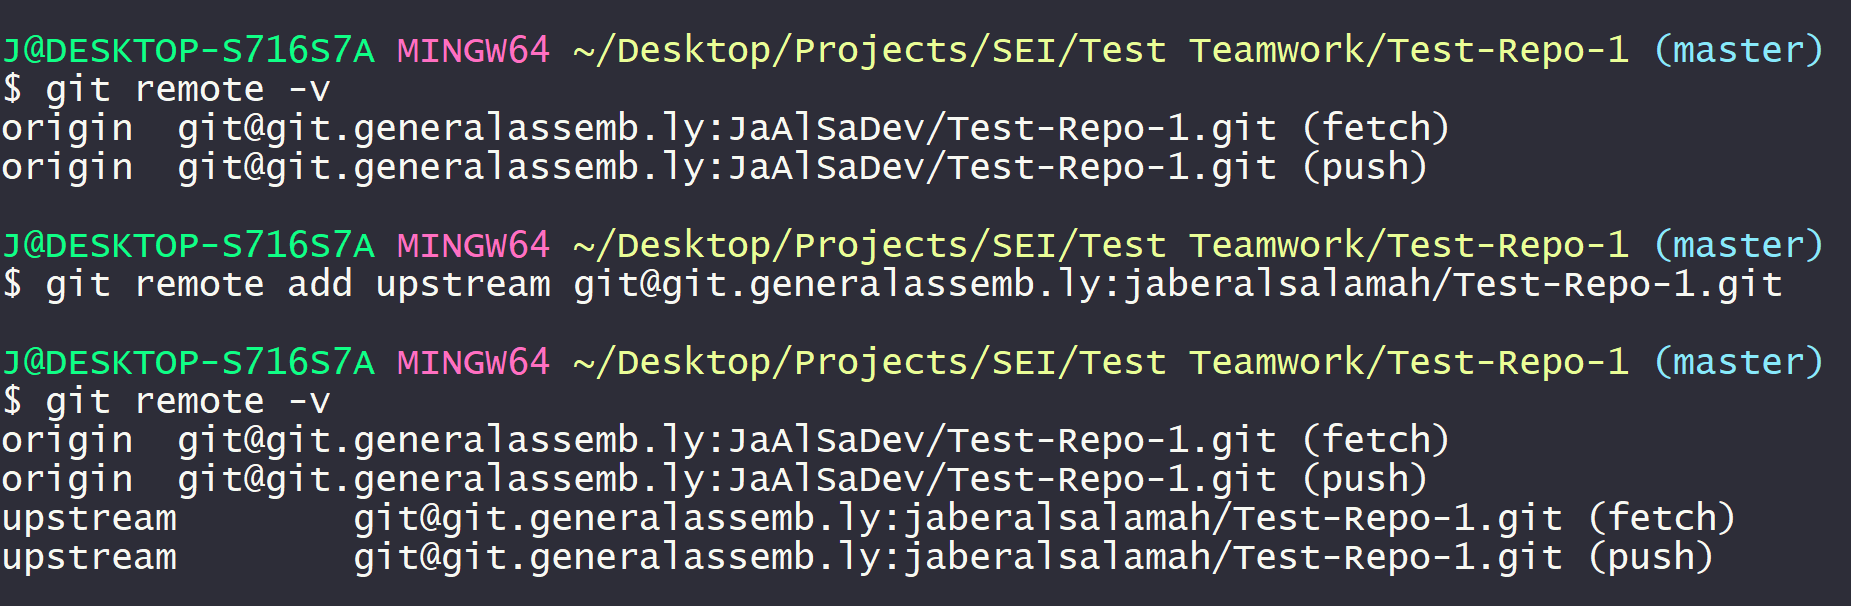 J@DESKTOP-S716S7A MINGW64 ~/Desktop/Projects/SEI/Test Teamwork/Test-Repo-1 (master)
$ git remote -v
origin  git@git.generalassemb.ly:JaAlSaDev/Test-Repo-1.git (fetch)
origin  git@git.generalassemb.ly:JaAlSaDev/Test-Repo-1.git (push)
J@DESKTOP-S716S7A MINGW64 ~/Desktop/Projects/SEI/Test Teamwork/Test-Repo-1 (master)
$ git remote add upstream git@git.generalassemb.ly:jaberalsalamah/Test-Repo-1.git
J@DESKTOP-S716S7A MINGW64 ~/Desktop/Projects/SEI/Test Teamwork/Test-Repo-1 (master)
$ git remote -v
origin  git@git.generalassemb.ly:JaAlSaDev/Test-Repo-1.git (fetch)
origin  git@git.generalassemb.ly:JaAlSaDev/Test-Repo-1.git (push)
upstream        git@git.generalassemb.ly:jaberalsalamah/Test-Repo-1.git (fetch)
upstream        git@git.generalassemb.ly:jaberalsalamah/Test-Repo-1.git (push)